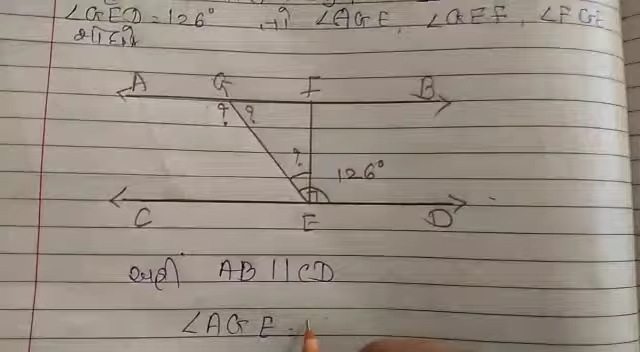 ∠GED = 126° તો ∠AGE, ∠GEF, ∠FGE
શોધો
A G F B
? ?
?
126°
C E D
અહીં AB || CD
∠AGE =